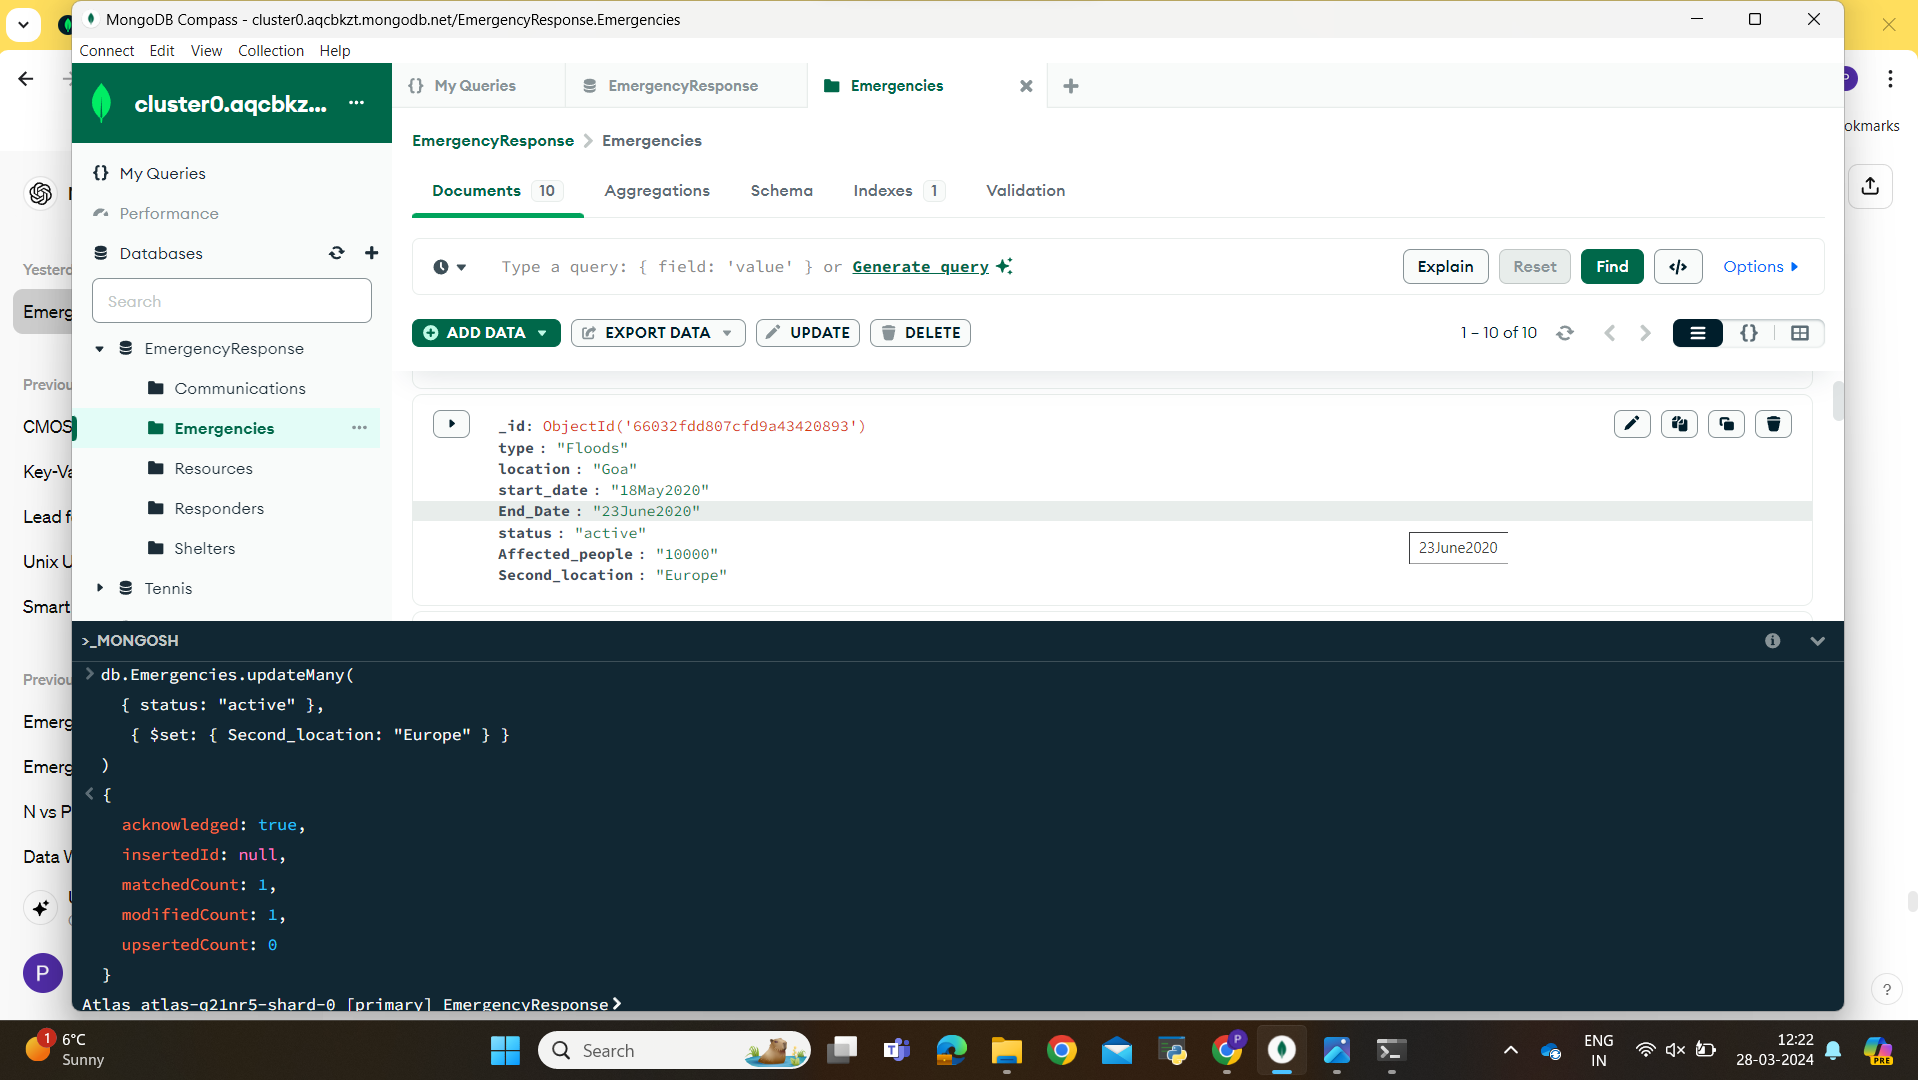 MongoDB Compass - cluster0.aqcbkzt.mongodb.net/EmergencyResponse.Emergencies
Connect Edit View Collection Help
cluster0.aqcbkz... ...
{} My Queries
EmergencyResponse
Emergencies
okmarks
EmergencyResponse > Emergencies
My Queries
Performance
Databases
Search
Documents 10 Aggregations Schema Indexes 1 Validation
Type a query: { field: 'value' } or Generate query
Explain Reset Find </> Options
ADD DATA EXPORT DATA UPDATE DELETE
1 – 10 of 10
{}
EmergencyResponse
Communications
Emergencies ...
Resources
Responders
Shelters
Tennis
_id: ObjectId('66032fdd807cfd9a43420893')
type : "Floods"
location : "Goa"
start_date : "18May2020"
End_Date : "23June2020"
status : "active"
Affected_people : "10000"
Second_location : "Europe"
23June2020
Yesterd
Emerg
Previou
CMOS
Key-Va
Lead f
Unix U
Smart
Previou
Emerg
Emerg
N vs P
Data W
P
>_MONGOSH
> db.Emergencies.updateMany(
{ status: "active" },
{ $set: { Second_location: "Europe" } }
)
< {
acknowledged: true,
insertedId: null,
matchedCount: 1,
modifiedCount: 1,
upsertedCount: 0
}
Atlas atlas-q21nr5-shard-0 [primary] EmergencyResponse>
?
1
6°C
Sunny
Search
P
ENG
IN
12:22
28-03-2024
PRE